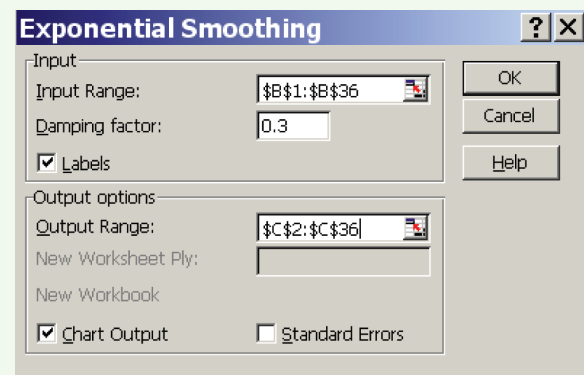 Exponential Smoothing ? X
Input
Input Range: $B$1:$B$36
Damping factor: 0.3
Labels
OK
Cancel
Help
Output options
Output Range: $C$2:$C$36
New Worksheet Ply:
New Workbook
Chart Output Standard Errors